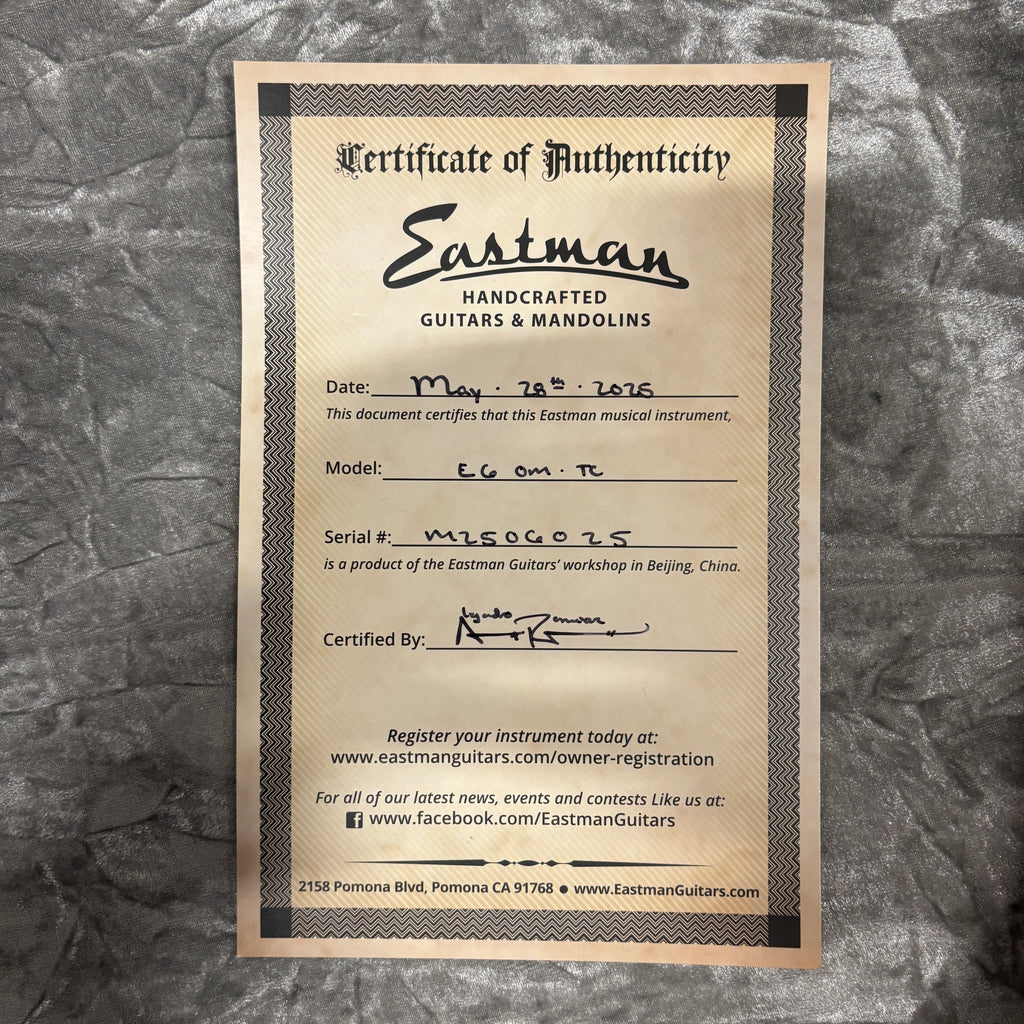 Certificate of Authenticity
Eastman
HANDCRAFTED
GUITARS & MANDOLINS
Date: May · 28th · 2025
This document certifies that this Eastman musical instrument,
Model: E6 OM · TC
Serial #: M2506025
is a product of the Eastman Guitars’ workshop in Beijing, China.
Certified By:
Register your instrument today at:
www.eastmanguitars.com/owner-registration
For all of our latest news, events and contests Like us at:
f www.facebook.com/EastmanGuitars
2158 Pomona Blvd, Pomona CA 91768 ● www.EastmanGuitars.com